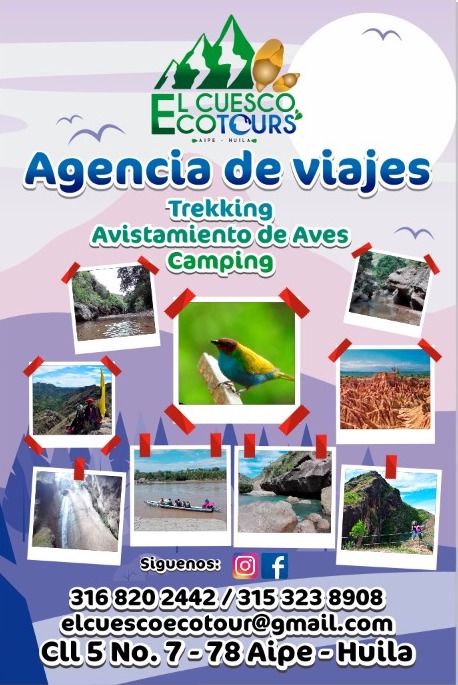 EL CUESCO
ECOTOURS
AIPE - HUILA
Agencia de viajes
Trekking
Avistamiento de Aves
Camping
Siguenos:
316 820 2442 / 315 323 8908
elcuescoecotour@gmail.com
Cll 5 No. 7 - 78 Aipe - Huila